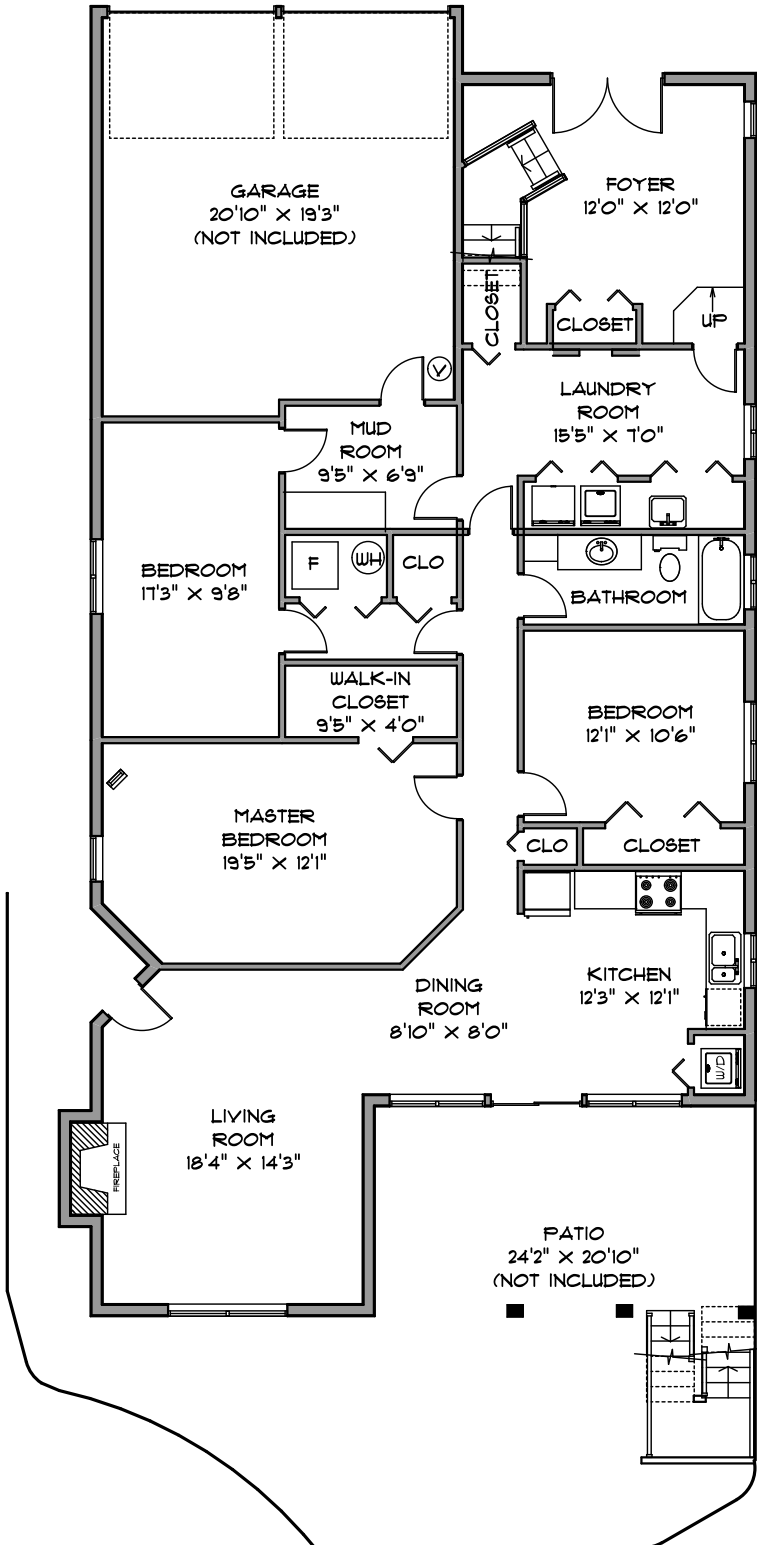 GARAGE
20'10" X 19'3"
(NOT INCLUDED)
FOYER
12'0" X 12'0"
CLOSET
CLOSET
UP
LAUNDRY
ROOM
15'5" X 7'0"
MUD
ROOM
9'5" X 6'9"
BEDROOM
17'3" X 9'8"
F
WH
CLO
BATHROOM
WALK-IN
CLOSET
9'5" X 4'0"
BEDROOM
12'1" X 10'6"
MASTER
BEDROOM
19'5" X 12'1"
CLO
CLOSET
KITCHEN
12'3" X 12'1"
DINING
ROOM
8'10" X 8'0"
W/D
LIVING
ROOM
18'4" X 14'3"
FIREPLACE
PATIO
24'2" X 20'10"
(NOT INCLUDED)